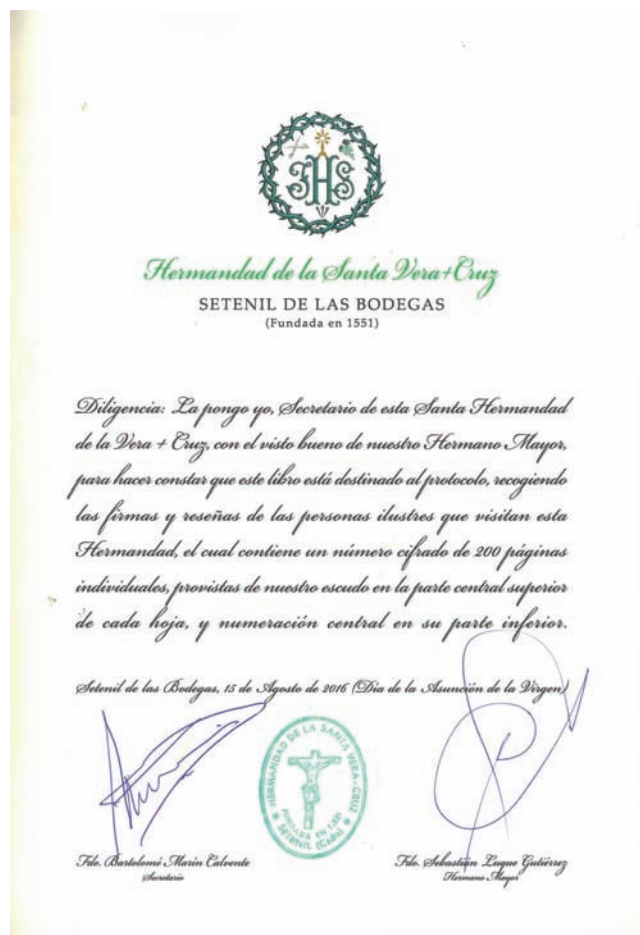 JHS
Hermandad de la Santa Vera+Cruz
SETENIL DE LAS BODEGAS
(Fundada en 1551)
Diligencia: La pongo yo, Secretario de esta Santa Hermandad
de la Vera + Cruz, con el visto bueno de nuestro Hermano Mayor,
para hacer constar que este libro está destinado al protocolo, recogiendo
las firmas y reseñas de las personas ilustres que visitan esta
Hermandad, el cual contiene un número cifrado de 200 páginas
individuales, provistas de nuestro escudo en la parte central superior
de cada hoja, y numeración central en su parte inferior.
Setenil de las Bodegas, 15 de Agosto de 2016 (Día de la Asunción de la Virgen)
HERMANDAD DE LA SANTA VERA+CRUZ
FUNDADA EN 1.551
SETENIL (Cádiz)
Fdo. Bartolomé Marín Calvente
Secretario
Fdo. Sebastián Luque Gutiérrez
Hermano Mayor